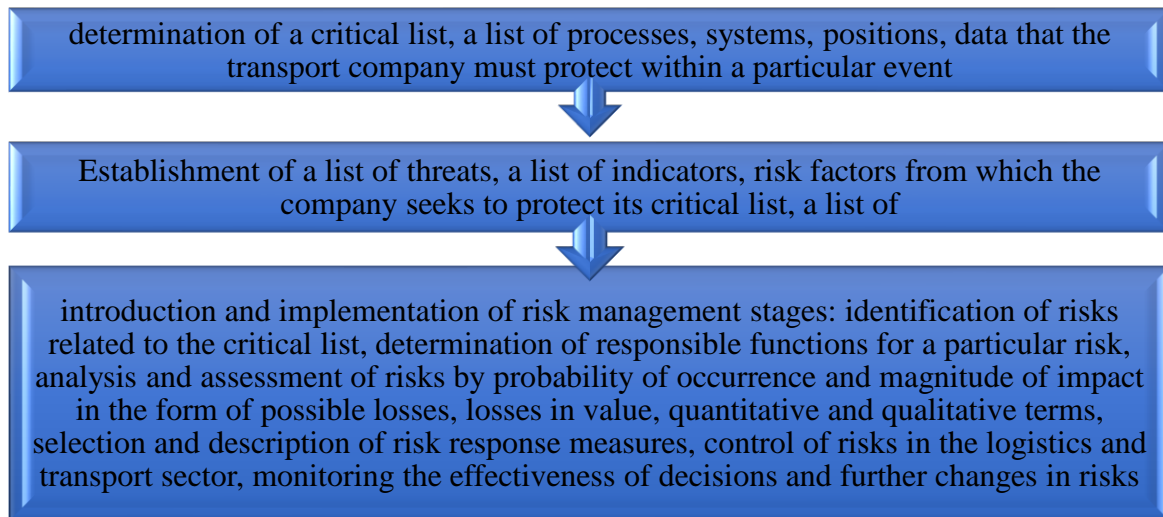 determination of a critical list, a list of processes, systems, positions, data that the
transport company must protect within a particular event
Establishment of a list of threats, a list of indicators, risk factors from which the
company seeks to protect its critical list, a list of
introduction and implementation of risk management stages: identification of risks
related to the critical list, determination of responsible functions for a particular risk,
analysis and assessment of risks by probability of occurrence and magnitude of impact
in the form of possible losses, losses in value, quantitative and qualitative terms,
selection and description of risk response measures, control of risks in the logistics and
transport sector, monitoring the effectiveness of decisions and further changes in risks